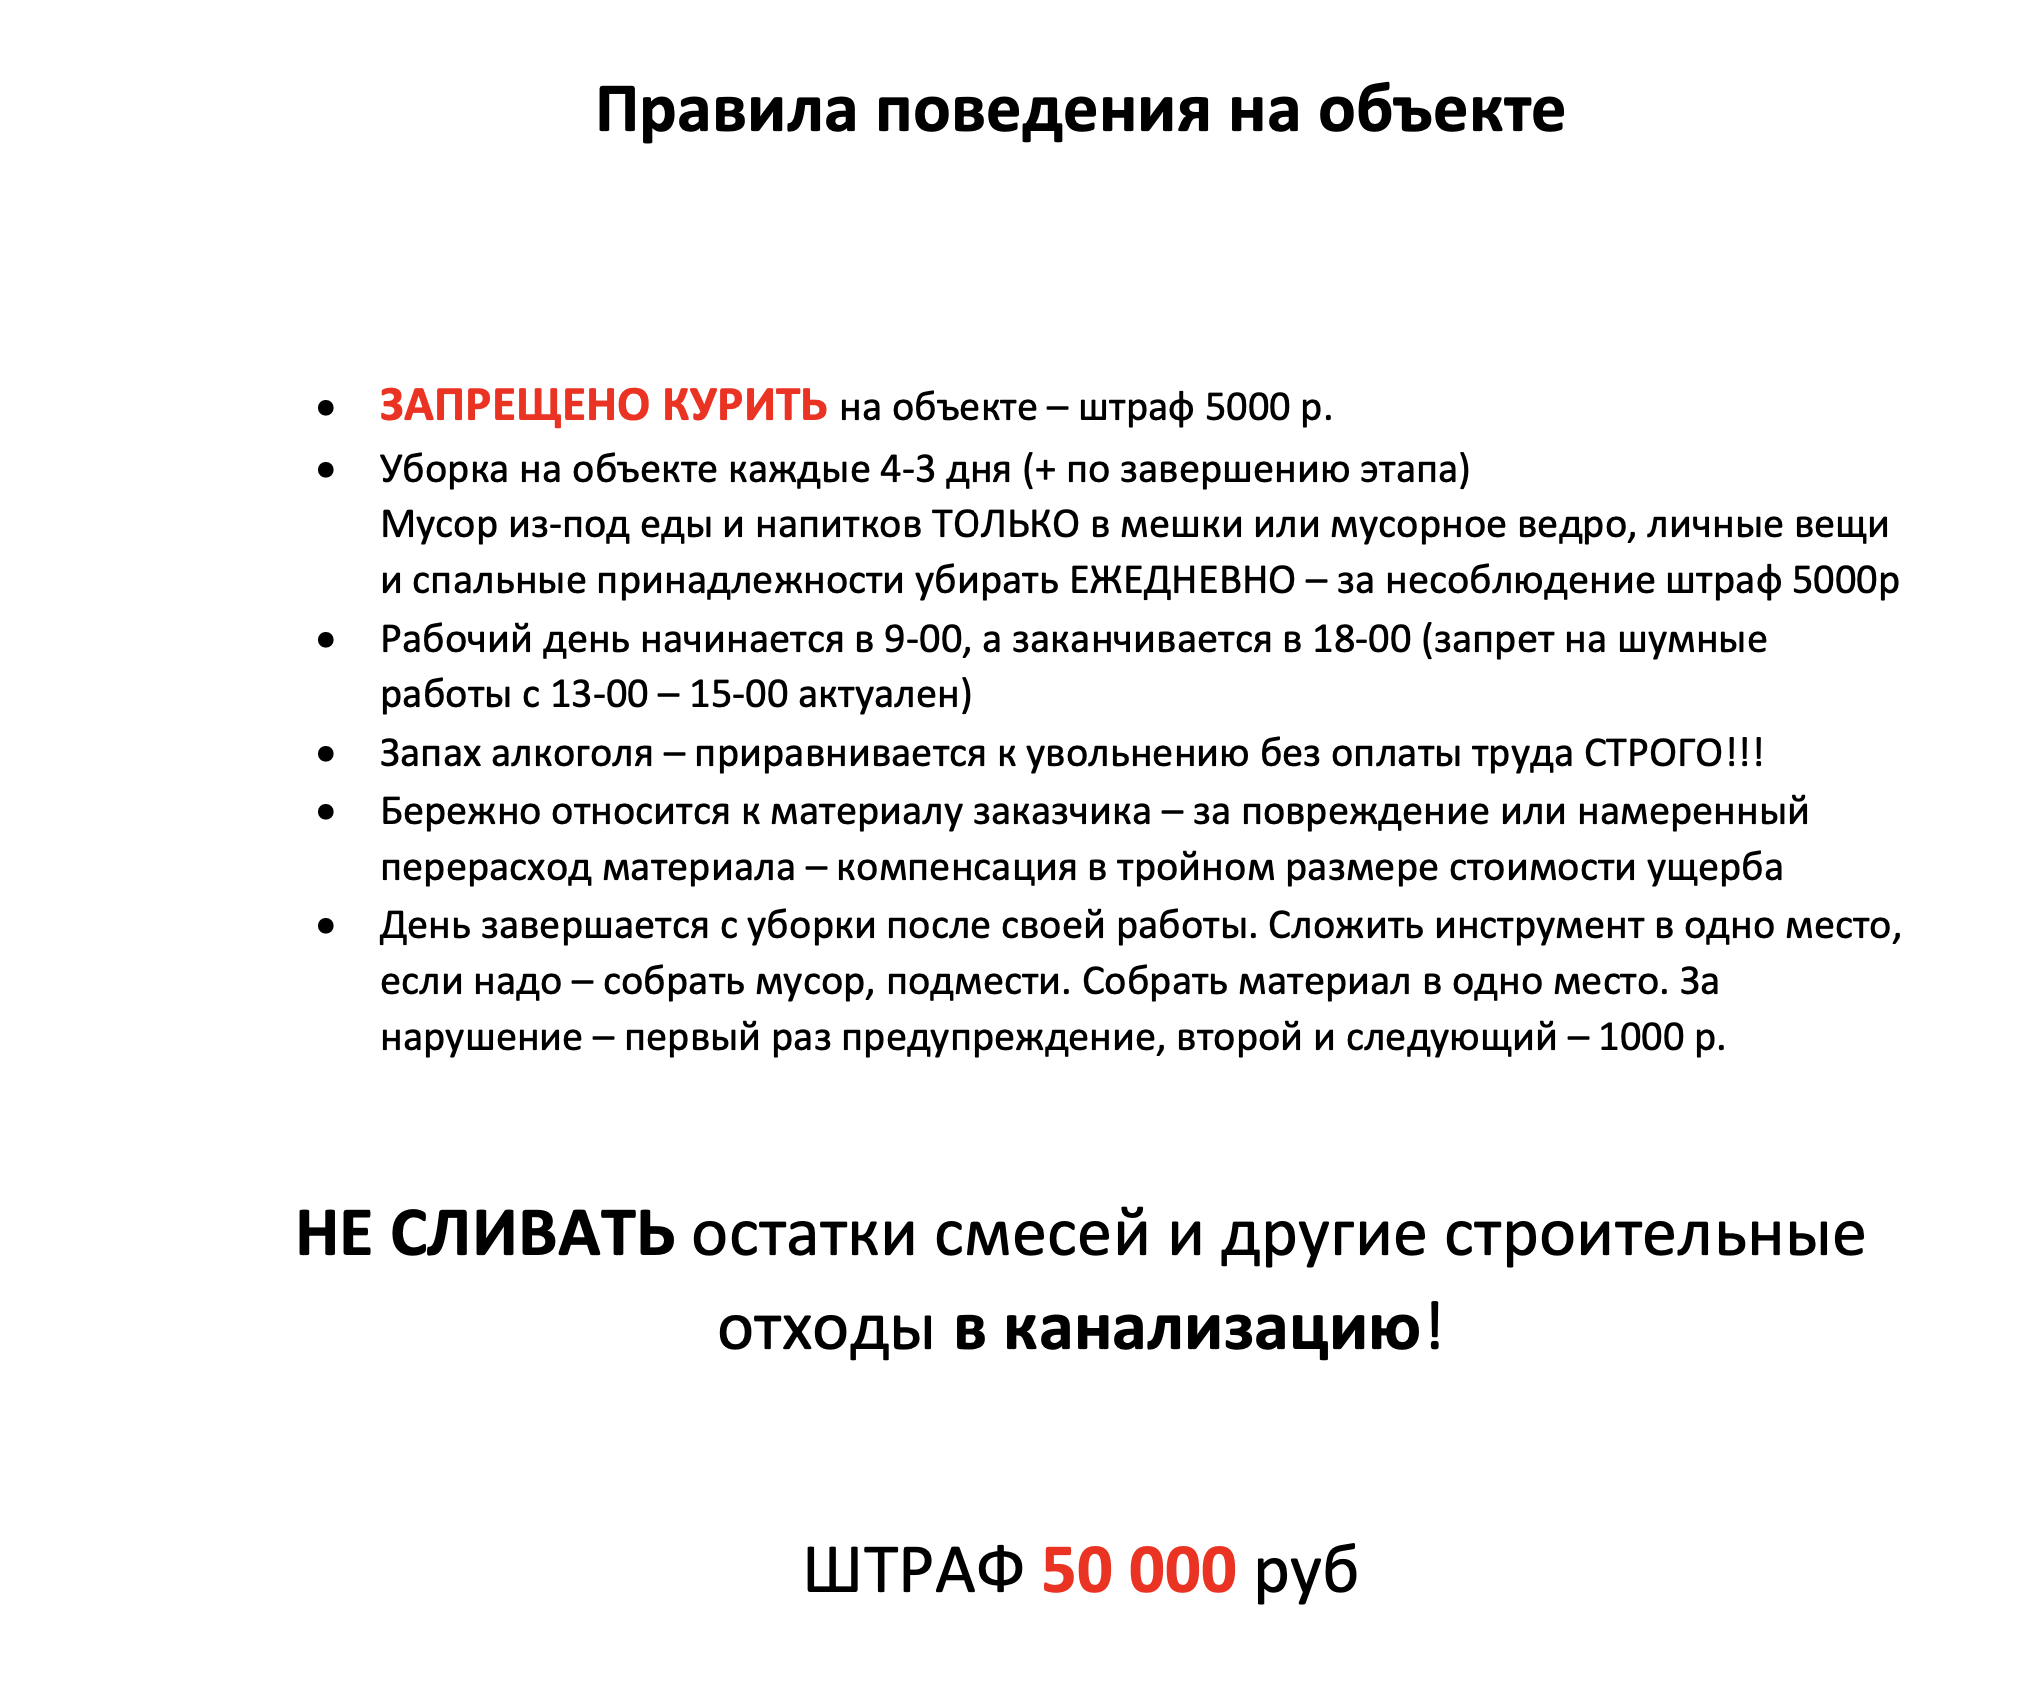 Правила поведения на объекте
• ЗАПРЕЩЕНО КУРИТЬ на объекте – штраф 5000 р.
• Уборка на объекте каждые 4-3 дня (+ по завершению этапа)
Мусор из-под еды и напитков ТОЛЬКО в мешки или мусорное ведро, личные вещи
и спальные принадлежности убирать ЕЖЕДНЕВНО – за несоблюдение штраф 5000р
• Рабочий день начинается в 9-00, а заканчивается в 18-00 (запрет на шумные
работы с 13-00 – 15-00 актуален)
• Запах алкоголя – приравнивается к увольнению без оплаты труда СТРОГО!!!
• Бережно относится к материалу заказчика – за повреждение или намеренный
перерасход материала – компенсация в тройном размере стоимости ущерба
• День завершается с уборки после своей работы. Сложить инструмент в одно место,
если надо – собрать мусор, подмести. Собрать материал в одно место. За
нарушение – первый раз предупреждение, второй и следующий – 1000 р.
НЕ СЛИВАТЬ остатки смесей и другие строительные
отходы в канализацию!
ШТРАФ 50 000 руб